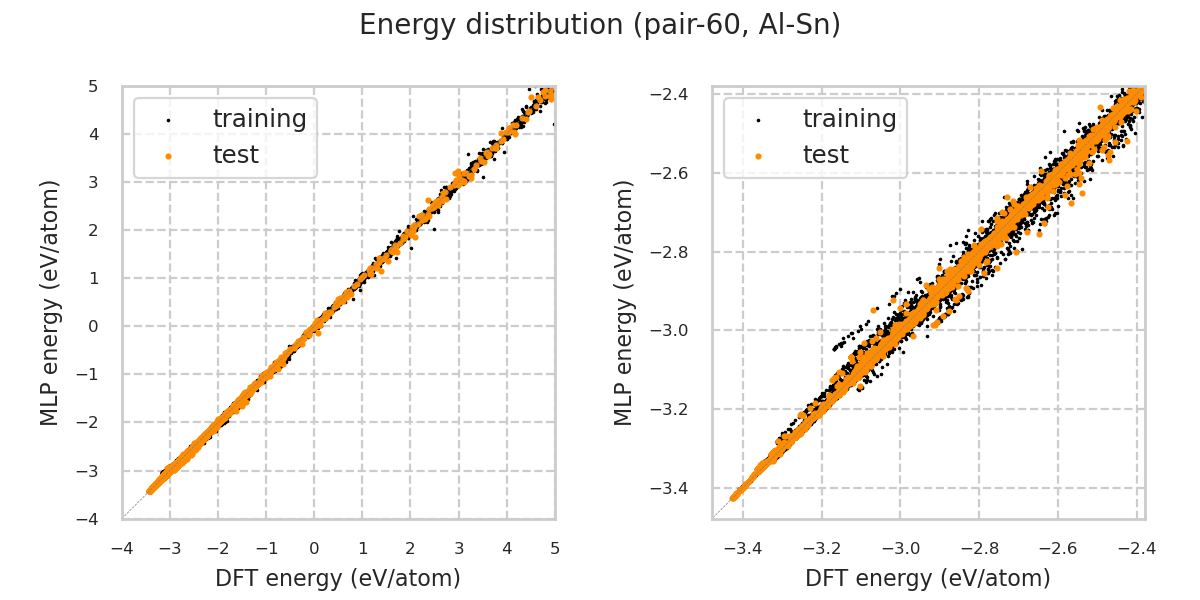 Energy distribution (pair-60, Al-Sn)
MLP energy (eV/atom)
5
4
3
2
1
0
−1
−2
−3
−4
training
test
−4 −3 −2 −1 0 1 2 3 4 5
DFT energy (eV/atom)
MLP energy (eV/atom)
−2.4
−2.6
−2.8
−3.0
−3.2
−3.4
training
test
−3.4 −3.2 −3.0 −2.8 −2.6 −2.4
DFT energy (eV/atom)